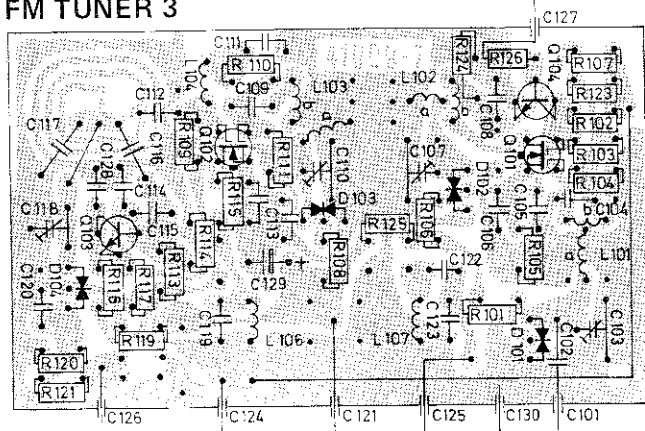 FM TUNER 3
C127
C111
R110
R124
R126
Q104
R107
L104
L103
L102
C109
R123
C112
b
a
a
b
C108
R102
C117
C116
R109
Q102
R111
C110
C107
Q101
R103
C128
D102
R104
C114
R115
D103
b
C104
C118
Q103
C115
C113
R125
R106
C106
C105
a
L101
R114
R108
R105
C120
D104
R116
R117
R113
C129
+
C122
C119
L106
L107
C123
R101
D101
C102
C103
R119
R120
R121
C126
C124
C121
C125
C130
C101